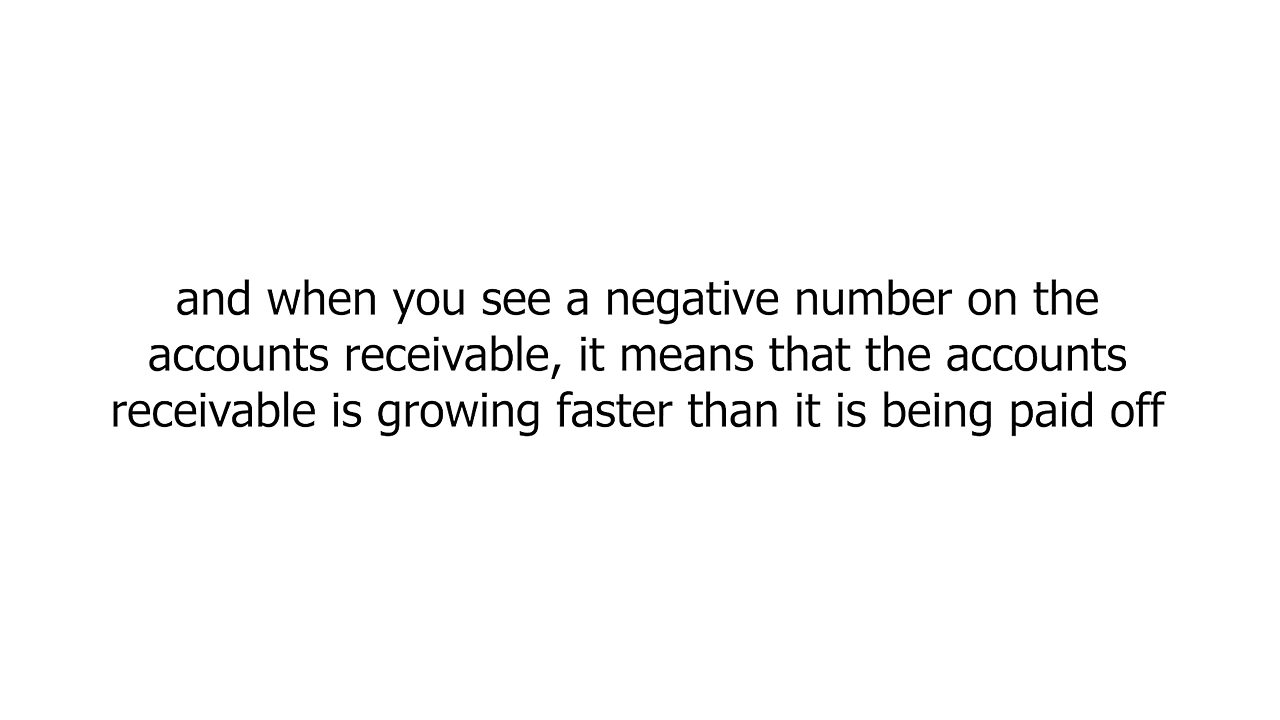 and when you see a negative number on the
accounts receivable, it means that the accounts
receivable is growing faster than it is being paid off